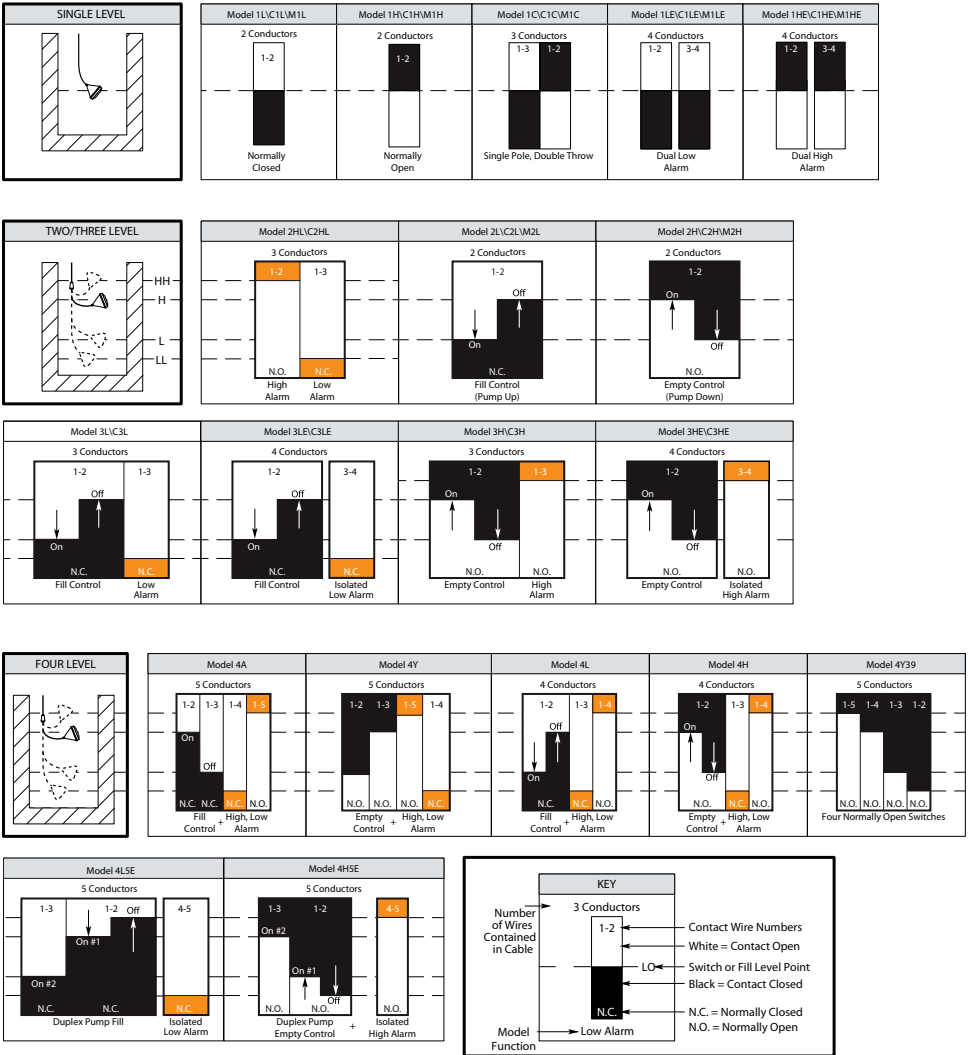 SINGLE LEVEL
Model 1L\C1L\M1L
2 Conductors
1-2
Normally
Closed
Model 1H\C1H\M1H
2 Conductors
1-2
Normally
Open
Model 1C\C1C\M1C
3 Conductors
1-3 1-2
Single Pole, Double Throw
Model 1LE\C1LE\M1LE
4 Conductors
1-2 3-4
Dual Low
Alarm
Model 1HE\C1HE\M1HE
4 Conductors
1-2 3-4
Dual High
Alarm
TWO/THREE LEVEL
HH
H
L
LL
Model 2HL\C2HL
3 Conductors
1-2 1-3
N.O. N.C.
High Low
Alarm Alarm
Model 2L\C2L\M2L
2 Conductors
1-2
Off
On
N.C.
Fill Control
(Pump Up)
Model 2H\C2H\M2H
2 Conductors
1-2
On
Off
N.O.
Empty Control
(Pump Down)
Model 3L\C3L
3 Conductors
1-2 1-3
Off
On
N.C. N.C.
Fill Control Low
Alarm
Model 3LE\C3LE
4 Conductors
1-2 3-4
Off
On
N.C. N.C.
Fill Control Isolated
Low Alarm
Model 3H\C3H
3 Conductors
1-2 1-3
On
Off
N.O. N.O.
Empty Control High
Alarm
Model 3HE\C3HE
4 Conductors
1-2 3-4
On
Off
N.O. N.O.
Empty Control Isolated
High Alarm
FOUR LEVEL
Model 4A
5 Conductors
1-2 1-3 1-4 1-5
On
Off
N.C. N.C. N.C. N.O.
Fill High, Low
Control + Alarm
Model 4Y
5 Conductors
1-2 1-3 1-5 1-4
N.O. N.O. N.O. N.C.
Empty High, Low
Control + Alarm
Model 4L
4 Conductors
1-2 1-3 1-4
Off
On
N.C. N.C. N.O.
Fill High, Low
Control + Alarm
Model 4H
4 Conductors
1-2 1-3 1-4
On
Off
N.O. N.C. N.O.
Empty High, Low
Control + Alarm
Model 4Y39
5 Conductors
1-5 1-4 1-3 1-2
N.O. N.O. N.O. N.O.
Four Normally Open Switches
Model 4L5E
5 Conductors
1-3 1-2 4-5
Off
On #1
On #2
N.C. N.C. N.C.
Duplex Pump Fill Isolated
Low Alarm
Model 4H5E
5 Conductors
1-3 1-2 4-5
On #2
On #1
Off
N.O. N.O. N.O.
Duplex Pump Isolated
Empty Control + High Alarm
KEY
3 Conductors
Number
of Wires
Contained
in Cable
1-2
Contact Wire Numbers
White = Contact Open
LO
Switch or Fill Level Point
Black = Contact Closed
N.C.
N.C. = Normally Closed
N.O. = Normally Open
Model
Function
Low Alarm